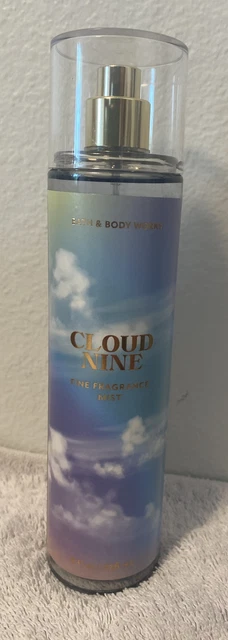 BATH & BODY WORKS
CLOUD
NINE
FINE FRAGRANCE
MIST